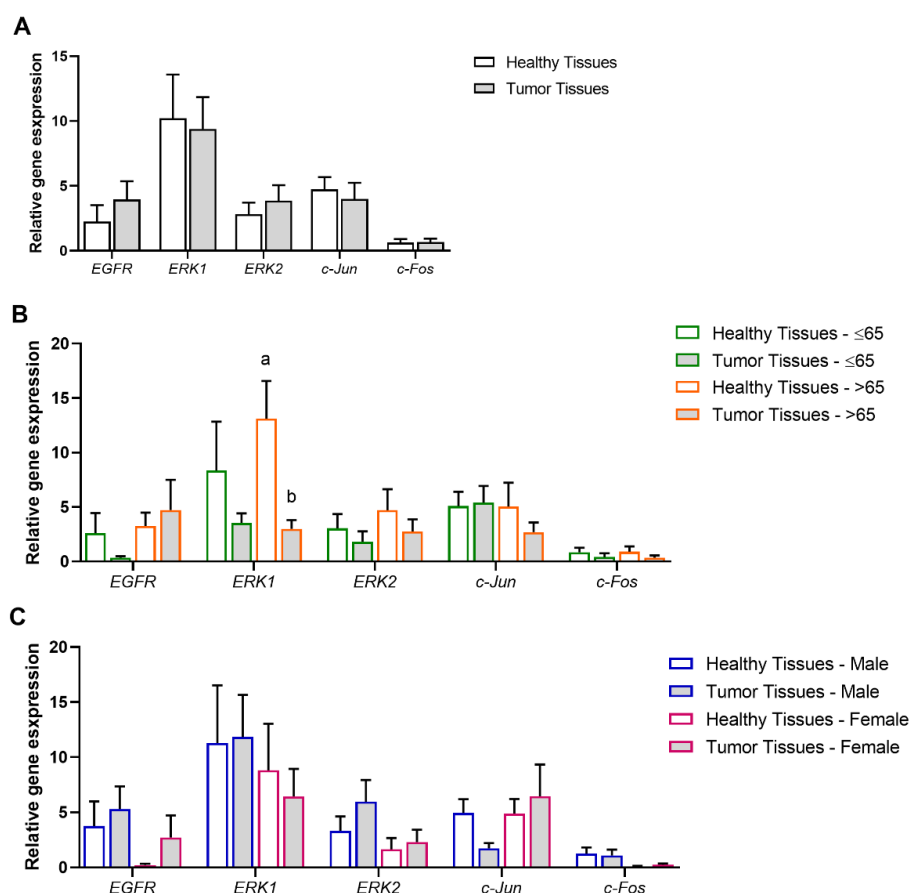 A
Relative gene esxpression
15
10
5
0
EGFR
ERK1
ERK2
c-Jun
c-Fos
Healthy Tissues
Tumor Tissues
B
Relative gene esxpression
20
15
10
5
0
a
b
EGFR
ERK1
ERK2
c-Jun
c-Fos
Healthy Tissues - ≤65
Tumor Tissues - ≤65
Healthy Tissues - >65
Tumor Tissues - >65
C
Relative gene esxpression
20
15
10
5
0
EGFR
ERK1
ERK2
c-Jun
c-Fos
Healthy Tissues - Male
Tumor Tissues - Male
Healthy Tissues - Female
Tumor Tissues - Female